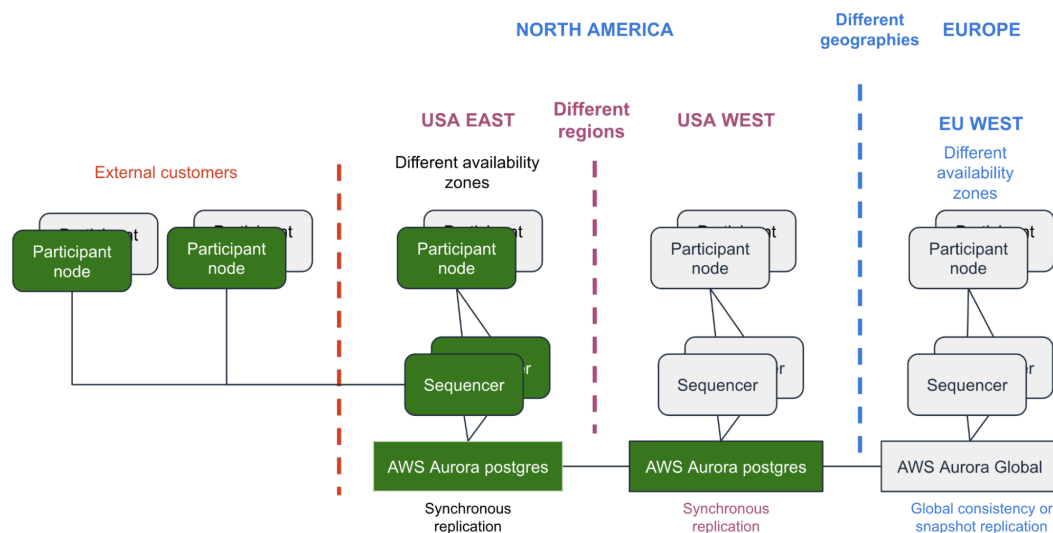 NORTH AMERICA
Different
geographies
EUROPE
USA EAST
Different
regions
USA WEST
EU WEST
External customers
Different availability
zones
Different
availability
zones
Participant
node
Participant
node
Participant
node
Participant
node
Participant
node
Sequencer
Sequencer
Sequencer
AWS Aurora postgres
AWS Aurora postgres
AWS Aurora Global
Synchronous
replication
Synchronous
replication
Global consistency or
snapshot replication